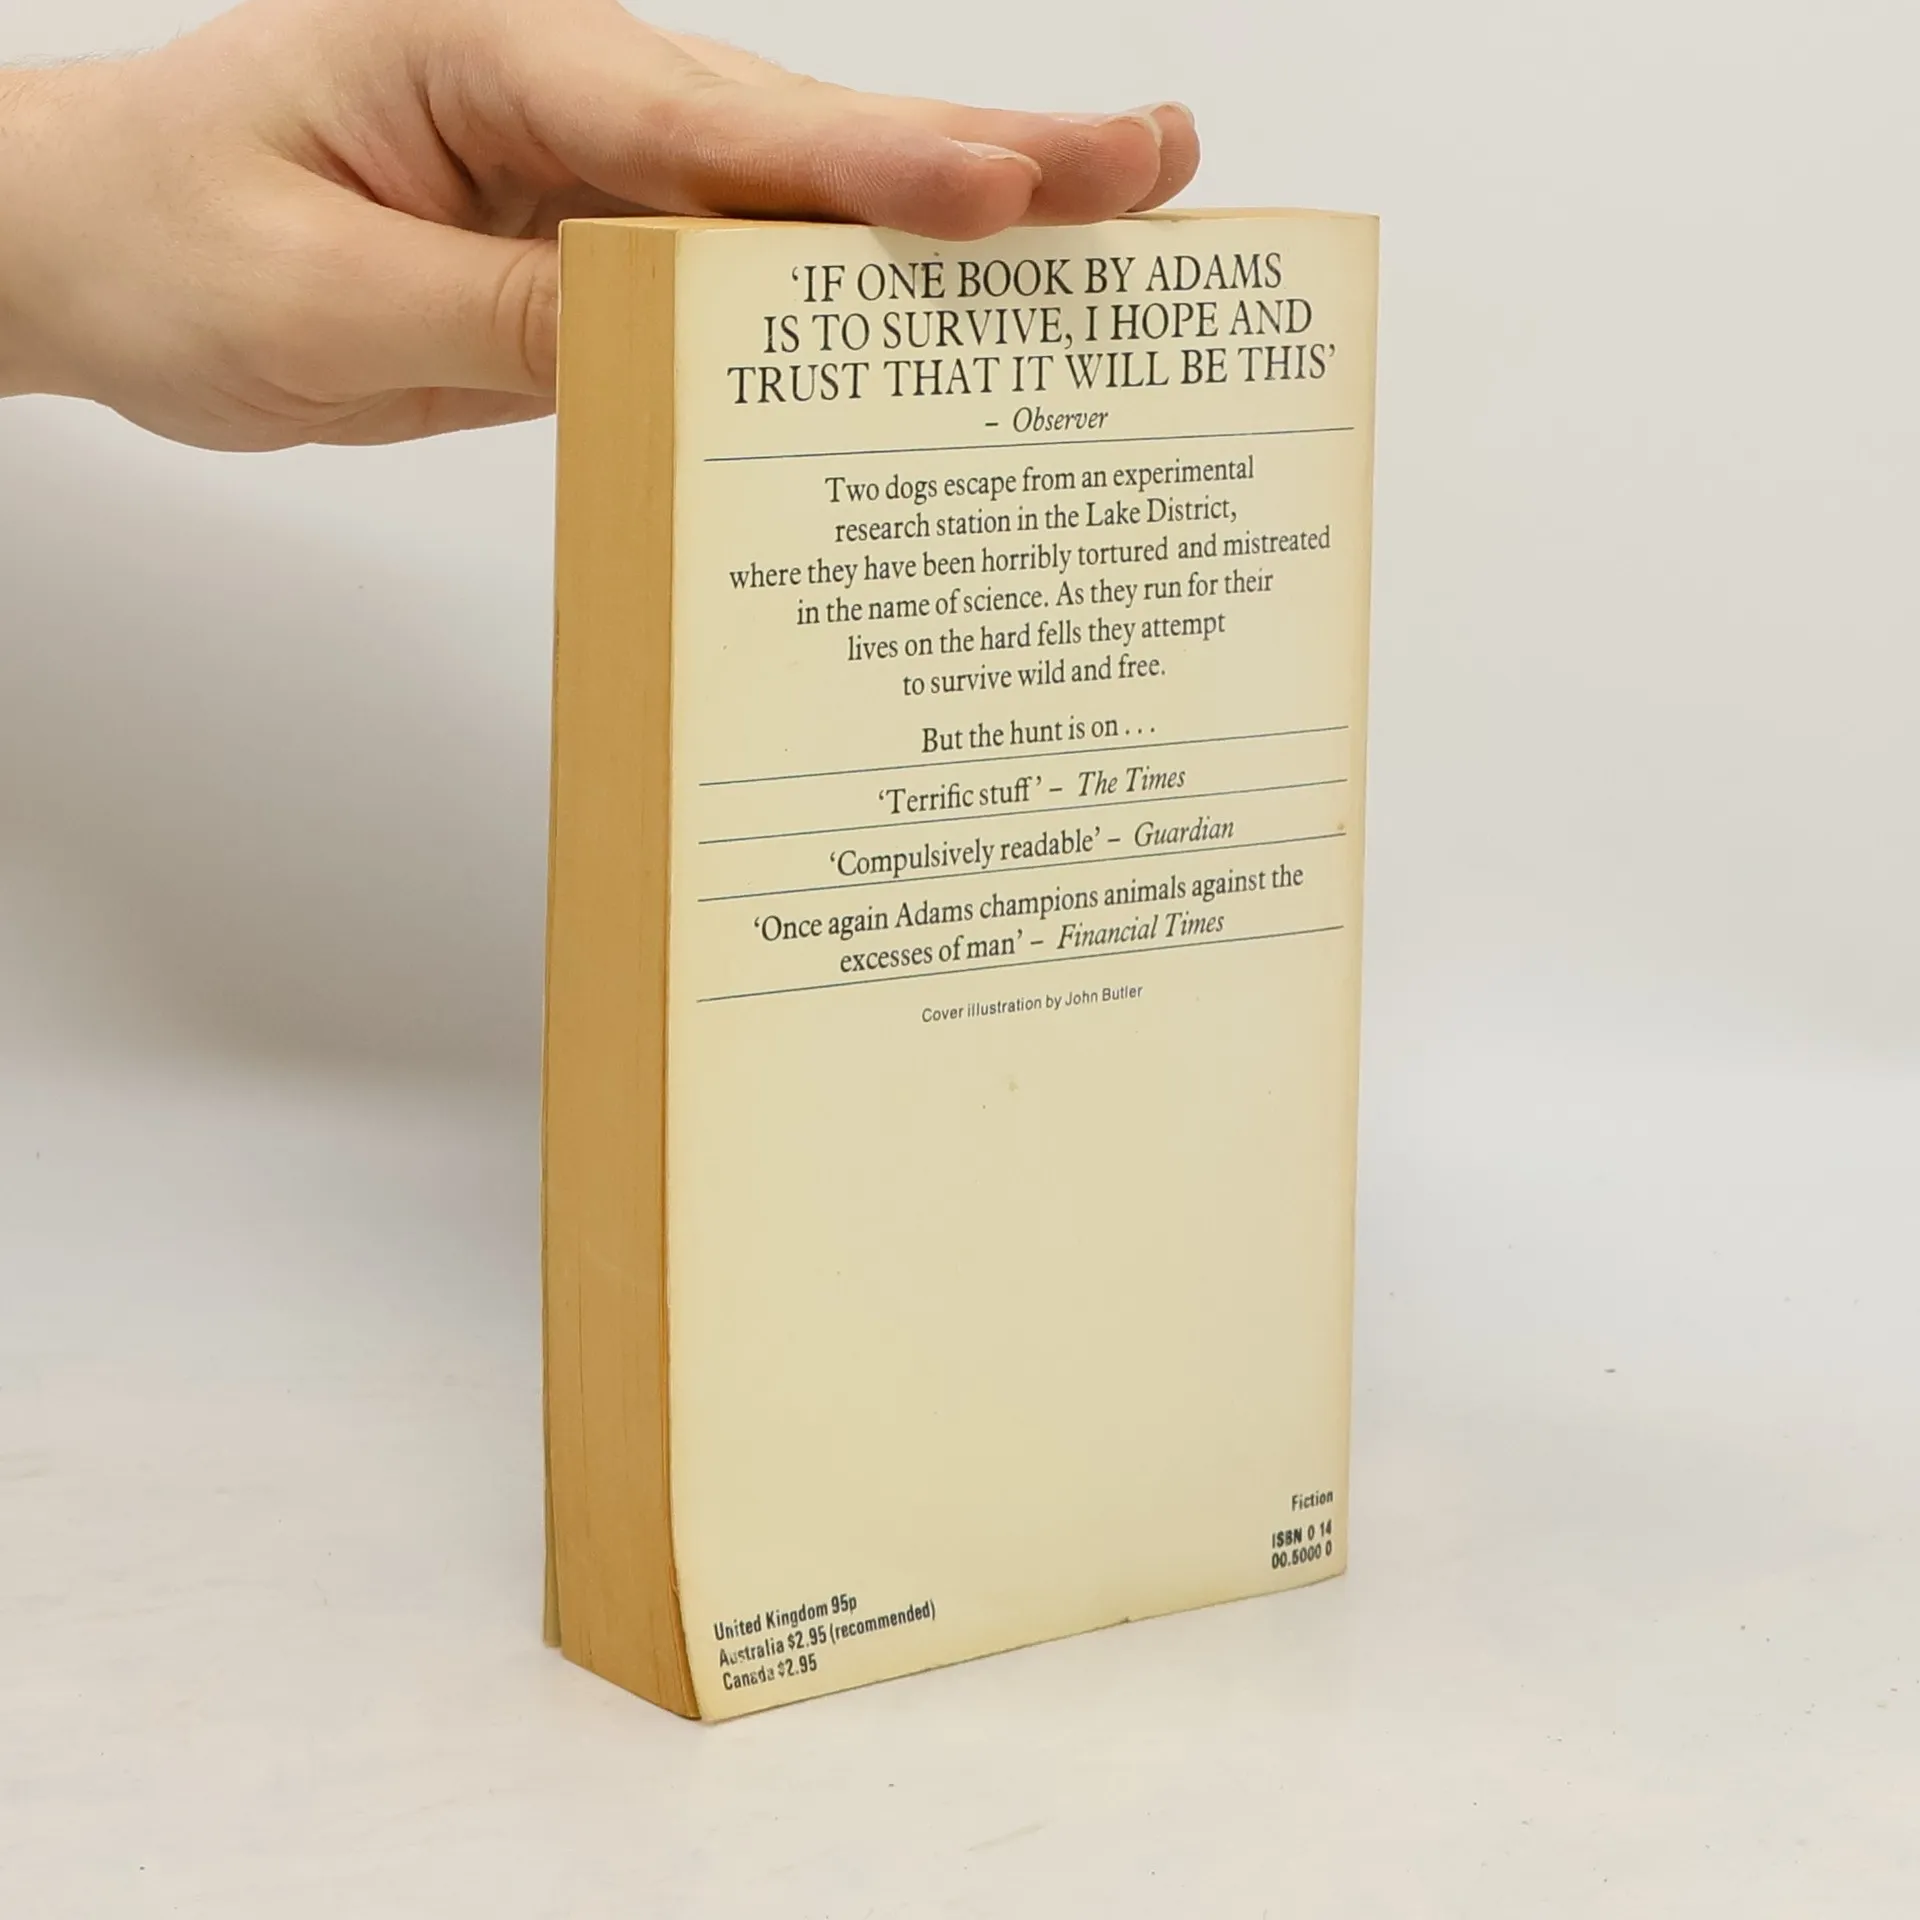 ‘IF ONE BOOK BY ADAMS
IS TO SURVIVE, I HOPE AND
TRUST THAT IT WILL BE THIS’
– Observer
Two dogs escape from an experimental
research station in the Lake District,
where they have been horribly tortured and mistreated
in the name of science. As they run for their
lives on the hard fells they attempt
to survive wild and free.
But the hunt is on . . .
‘Terrific stuff’ – The Times
‘Compulsively readable’ – Guardian
‘Once again Adams champions animals against the
excesses of man’ – Financial Times
Cover illustration by John Butler
Fiction
ISBN 0 14
00.5000 0
United Kingdom 95p
Australia $2.95 (recommended)
Canada $2.95